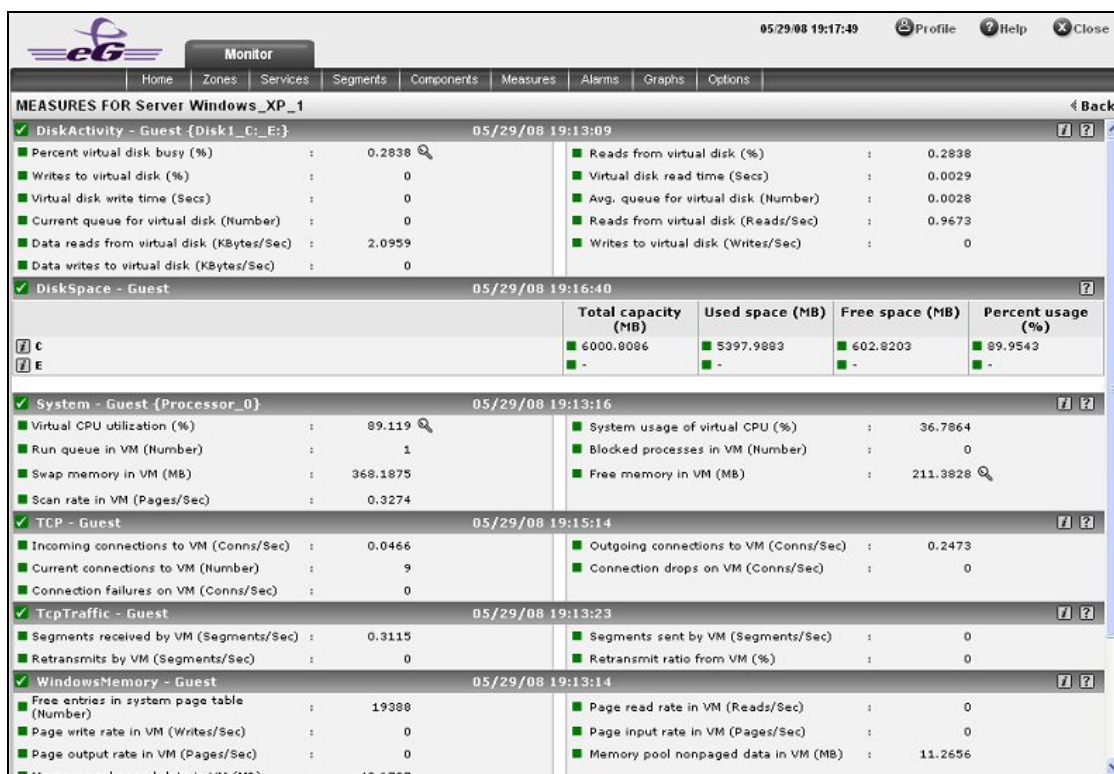 05/29/08 19:17:49 Profile Help Close
eG
Monitor
Home Zones Services Segments Components Measures Alarms Graphs Options
MEASURES FOR Server Windows_XP_1 Back
DiskActivity - Guest {Disk1_C:_E:} 05/29/08 19:13:09
Percent virtual disk busy (%) : 0.2838 Reads from virtual disk (%) : 0.2838
Writes to virtual disk (%) : 0 Virtual disk read time (Secs) : 0.0029
Virtual disk write time (Secs) : 0 Avg. queue for virtual disk (Number) : 0.0028
Current queue for virtual disk (Number) : 0 Reads from virtual disk (Reads/Sec) : 0.9673
Data reads from virtual disk (KBytes/Sec) : 2.0959 Writes to virtual disk (Writes/Sec) : 0
Data writes to virtual disk (KBytes/Sec) : 0
DiskSpace - Guest 05/29/08 19:16:40
Total capacity (MB) Used space (MB) Free space (MB) Percent usage (%)
C 6000.8086 5397.9883 602.8203 89.9543
E - - - -
System - Guest {Processor_0} 05/29/08 19:13:16
Virtual CPU utilization (%) : 89.119 System usage of virtual CPU (%) : 36.7864
Run queue in VM (Number) : 1 Blocked processes in VM (Number) : 0
Swap memory in VM (MB) : 368.1875 Free memory in VM (MB) : 211.3828
Scan rate in VM (Pages/Sec) : 0.3274
TCP - Guest 05/29/08 19:15:14
Incoming connections to VM (Conns/Sec) : 0.0466 Outgoing connections to VM (Conns/Sec) : 0.2473
Current connections to VM (Number) : 9 Connection drops on VM (Conns/Sec) : 0
Connection failures on VM (Conns/Sec) : 0
TcpTraffic - Guest 05/29/08 19:13:23
Segments received by VM (Segments/Sec) : 0.3115 Segments sent by VM (Segments/Sec) : 0
Retransmits by VM (Segments/Sec) : 0 Retransmit ratio from VM (%) : 0
WindowsMemory - Guest 05/29/08 19:13:14
Free entries in system page table (Number) : 19388 Page read rate in VM (Reads/Sec) : 0
Page write rate in VM (Writes/Sec) : 0 Page input rate in VM (Pages/Sec) : 0
Page output rate in VM (Pages/Sec) : 0 Memory pool nonpaged data in VM (MB) : 11.2656